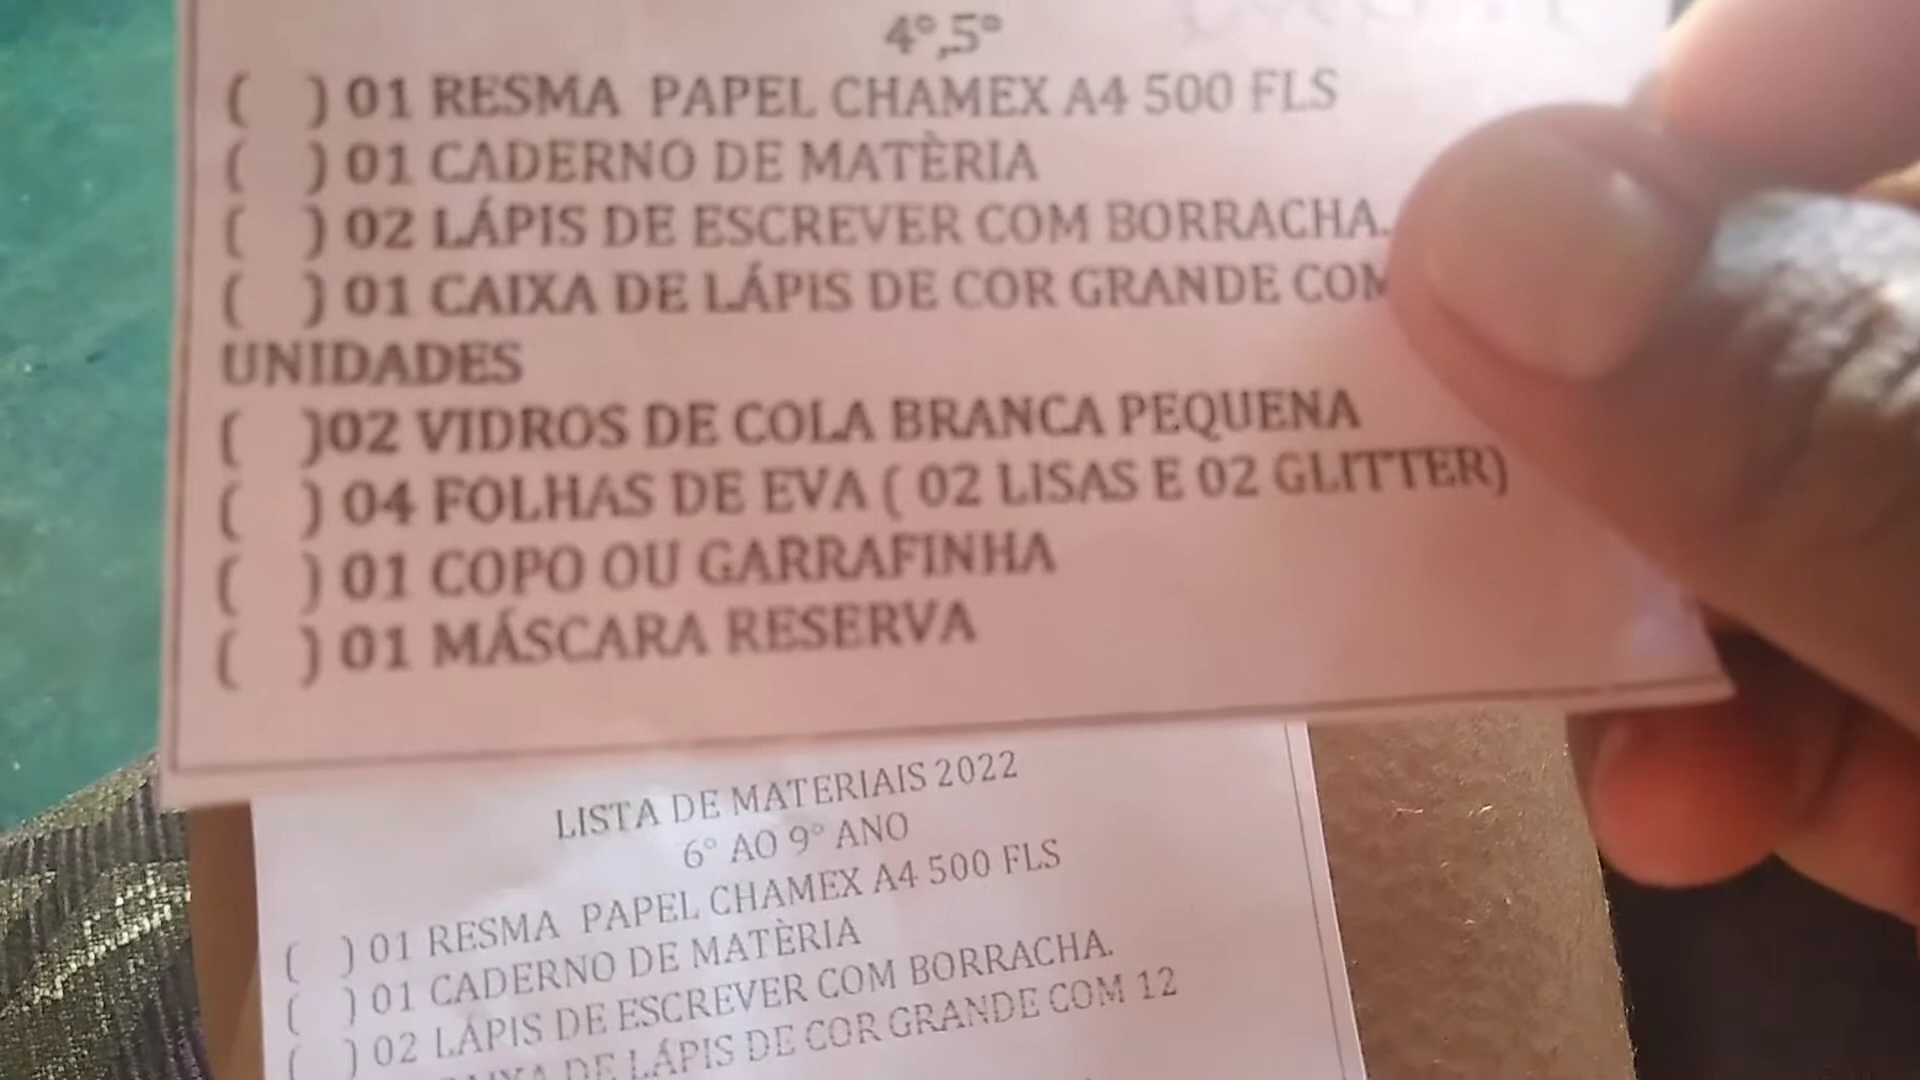 4°,5°
( ) 01 RESMA PAPEL CHAMEX A4 500 FLS
( ) 01 CADERNO DE MATÈRIA
( ) 02 LÁPIS DE ESCREVER COM BORRACHA.
( ) 01 CAIXA DE LÁPIS DE COR GRANDE COM
UNIDADES
( )02 VIDROS DE COLA BRANCA PEQUENA
( ) 04 FOLHAS DE EVA ( 02 LISAS E 02 GLITTER)
( ) 01 COPO OU GARRAFINHA
( ) 01 MÁSCARA RESERVA
LISTA DE MATERIAIS 2022
6° AO 9° ANO
( ) 01 RESMA PAPEL CHAMEX A4 500 FLS
( ) 01 CADERNO DE MATÈRIA
( ) 02 LÁPIS DE ESCREVER COM BORRACHA.
DE LÁPIS DE COR GRANDE COM 12